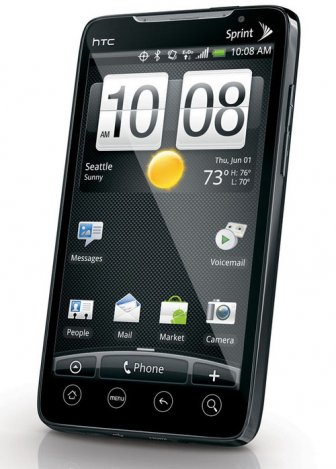 hTC Sprint
10:08 AM
AM 10 08
Seattle
Sunny
Thu, Jun 01
73° H: 76°
L: 70°
Messages
Voicemail
People Mail Market Camera
Phone +
menu